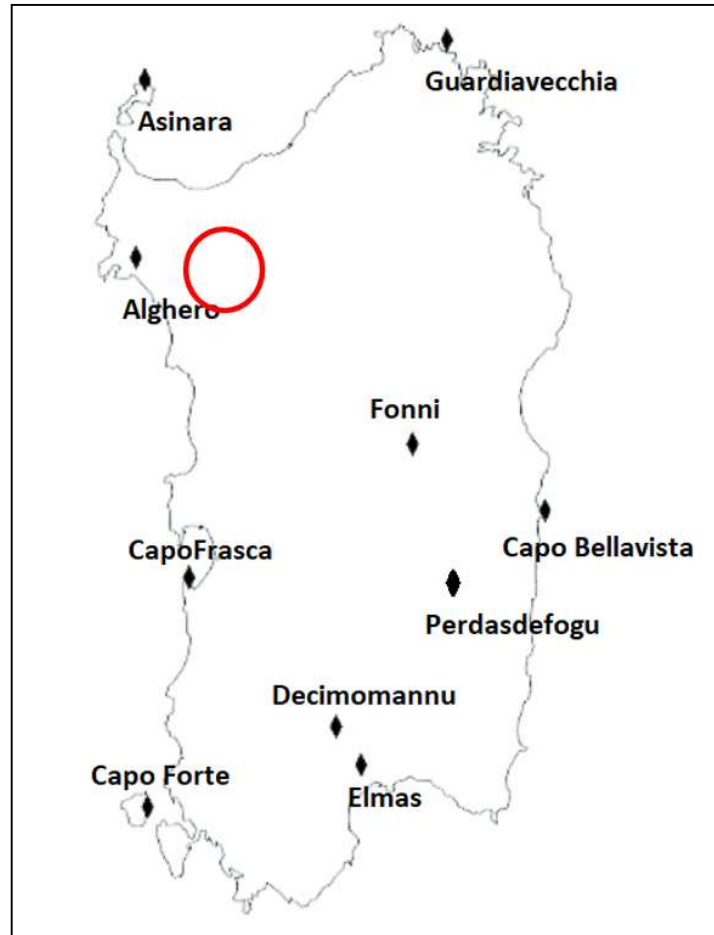 Guardiavecchia
Asinara
Alghero
Fonni
CapoFrasca
Capo Bellavista
Perdasdefogu
Decimomannu
Capo Forte
Elmas